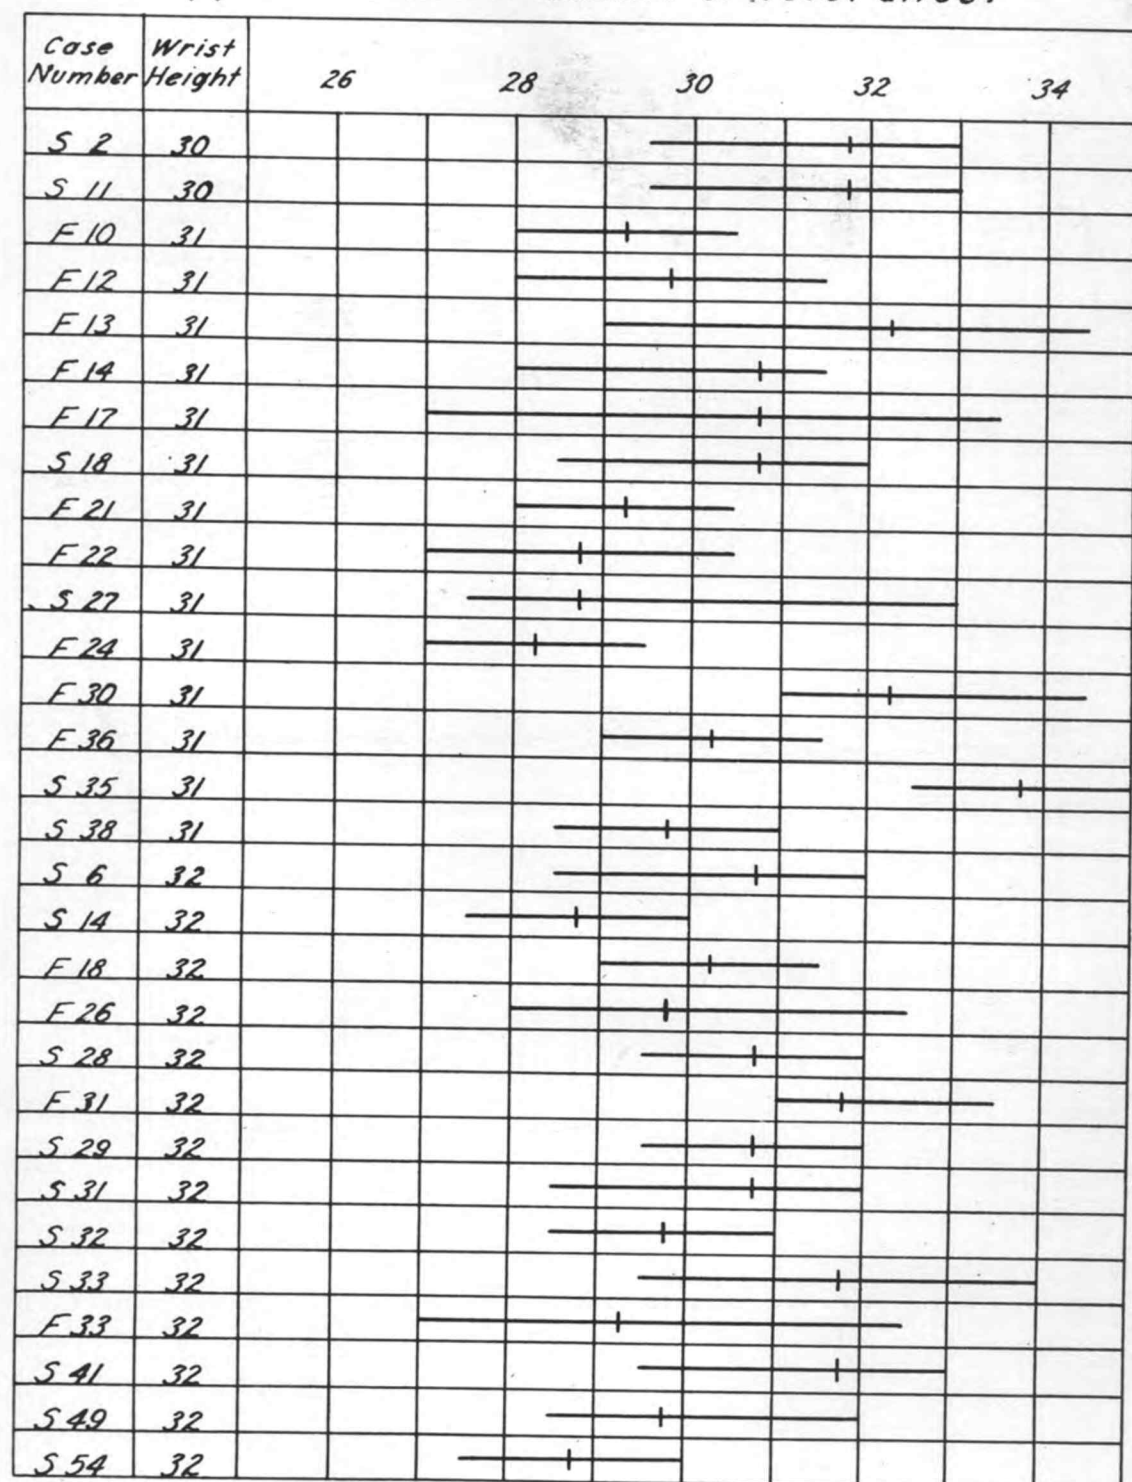 Case Number Wrist Height 26 28 30 32 34
S 2 30
S 11 30
F 10 31
F 12 31
F 13 31
F 14 31
F 17 31
S 18 31
F 21 31
F 22 31
S 27 31
F 24 31
F 30 31
F 36 31
S 35 31
S 38 31
S 6 32
S 14 32
F 18 32
F 26 32
S 28 32
F 31 32
S 29 32
S 31 32
S 32 32
S 33 32
F 33 32
S 41 32
S 49 32
S 54 32